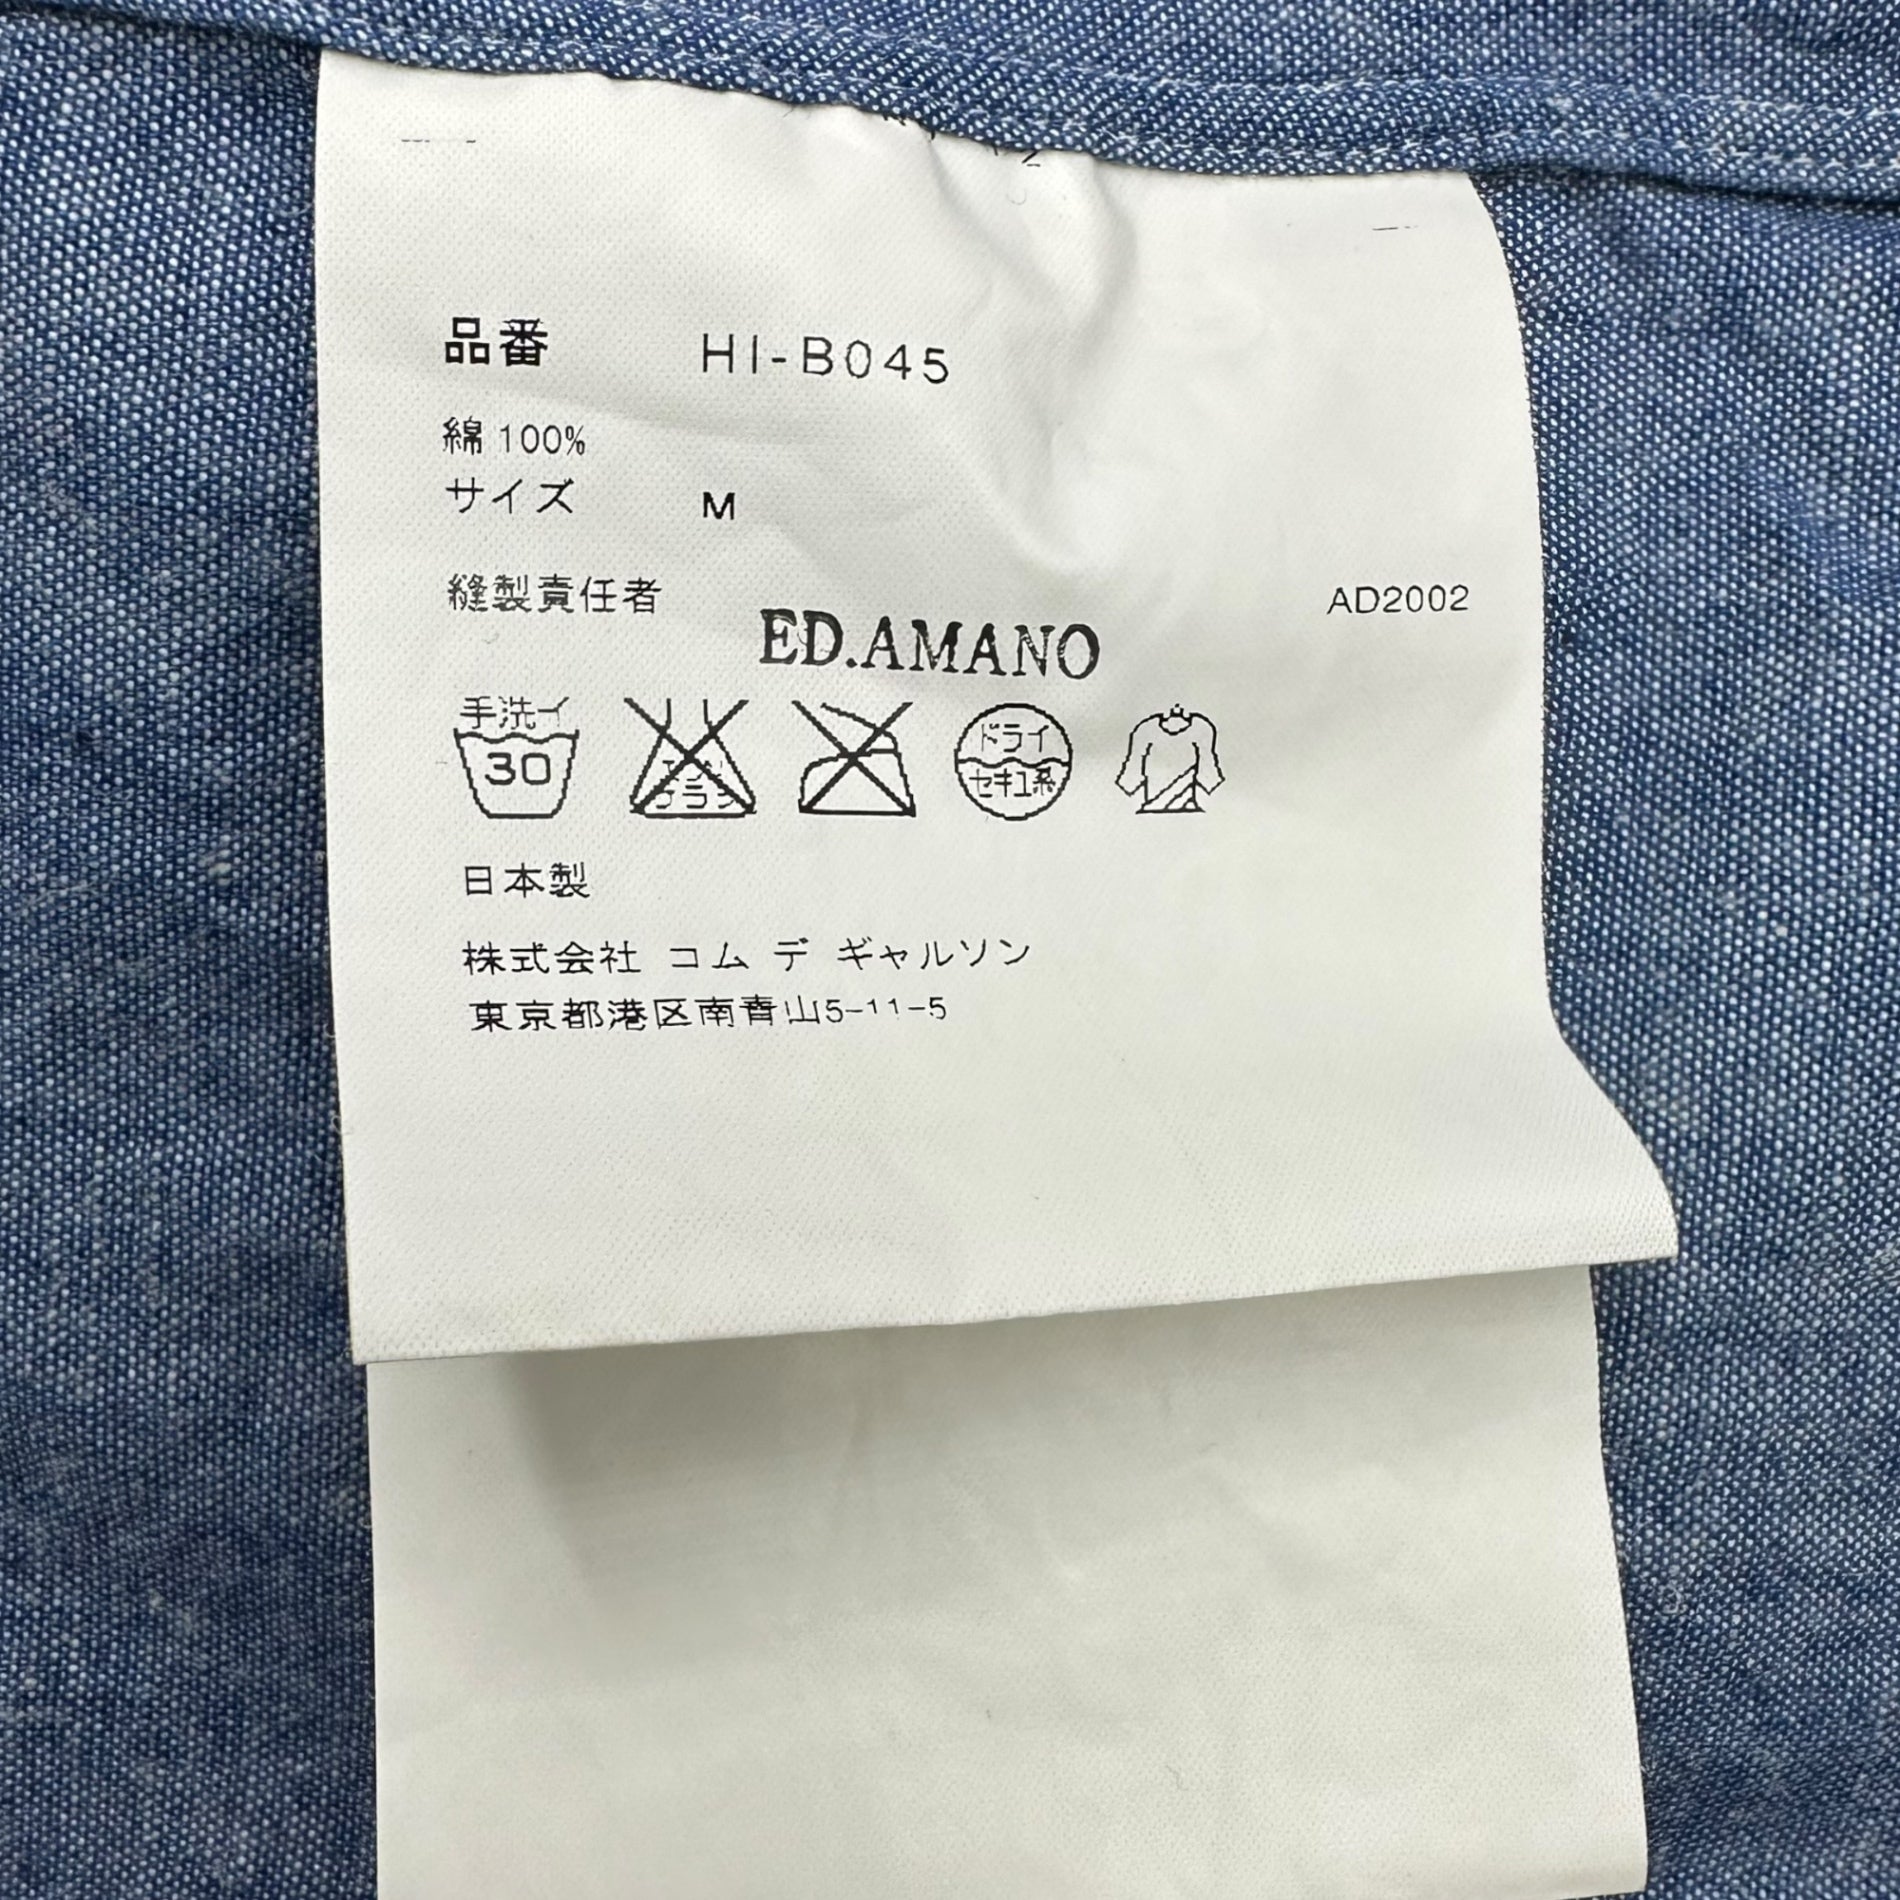 品番 HI-B045
綿 100%
サイズ M
縫製責任者 AD2002
ED.AMANO
手洗イ
30
ドライ
セキユ系
日本製
株式会社 コム デ ギャルソン
東京都港区南青山5-11-5